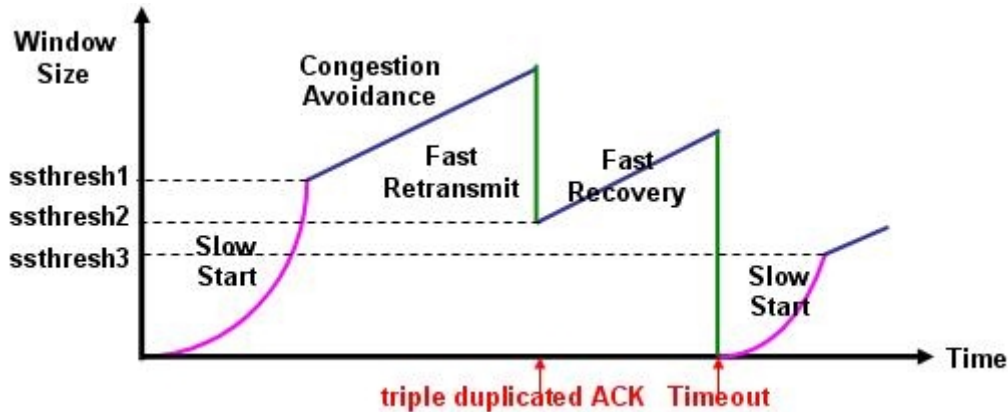 Window
Size
Congestion
Avoidance
Fast
Retransmit
Fast
Recovery
ssthresh1
ssthresh2
ssthresh3
Slow
Start
Slow
Start
Time
triple duplicated ACK
Timeout